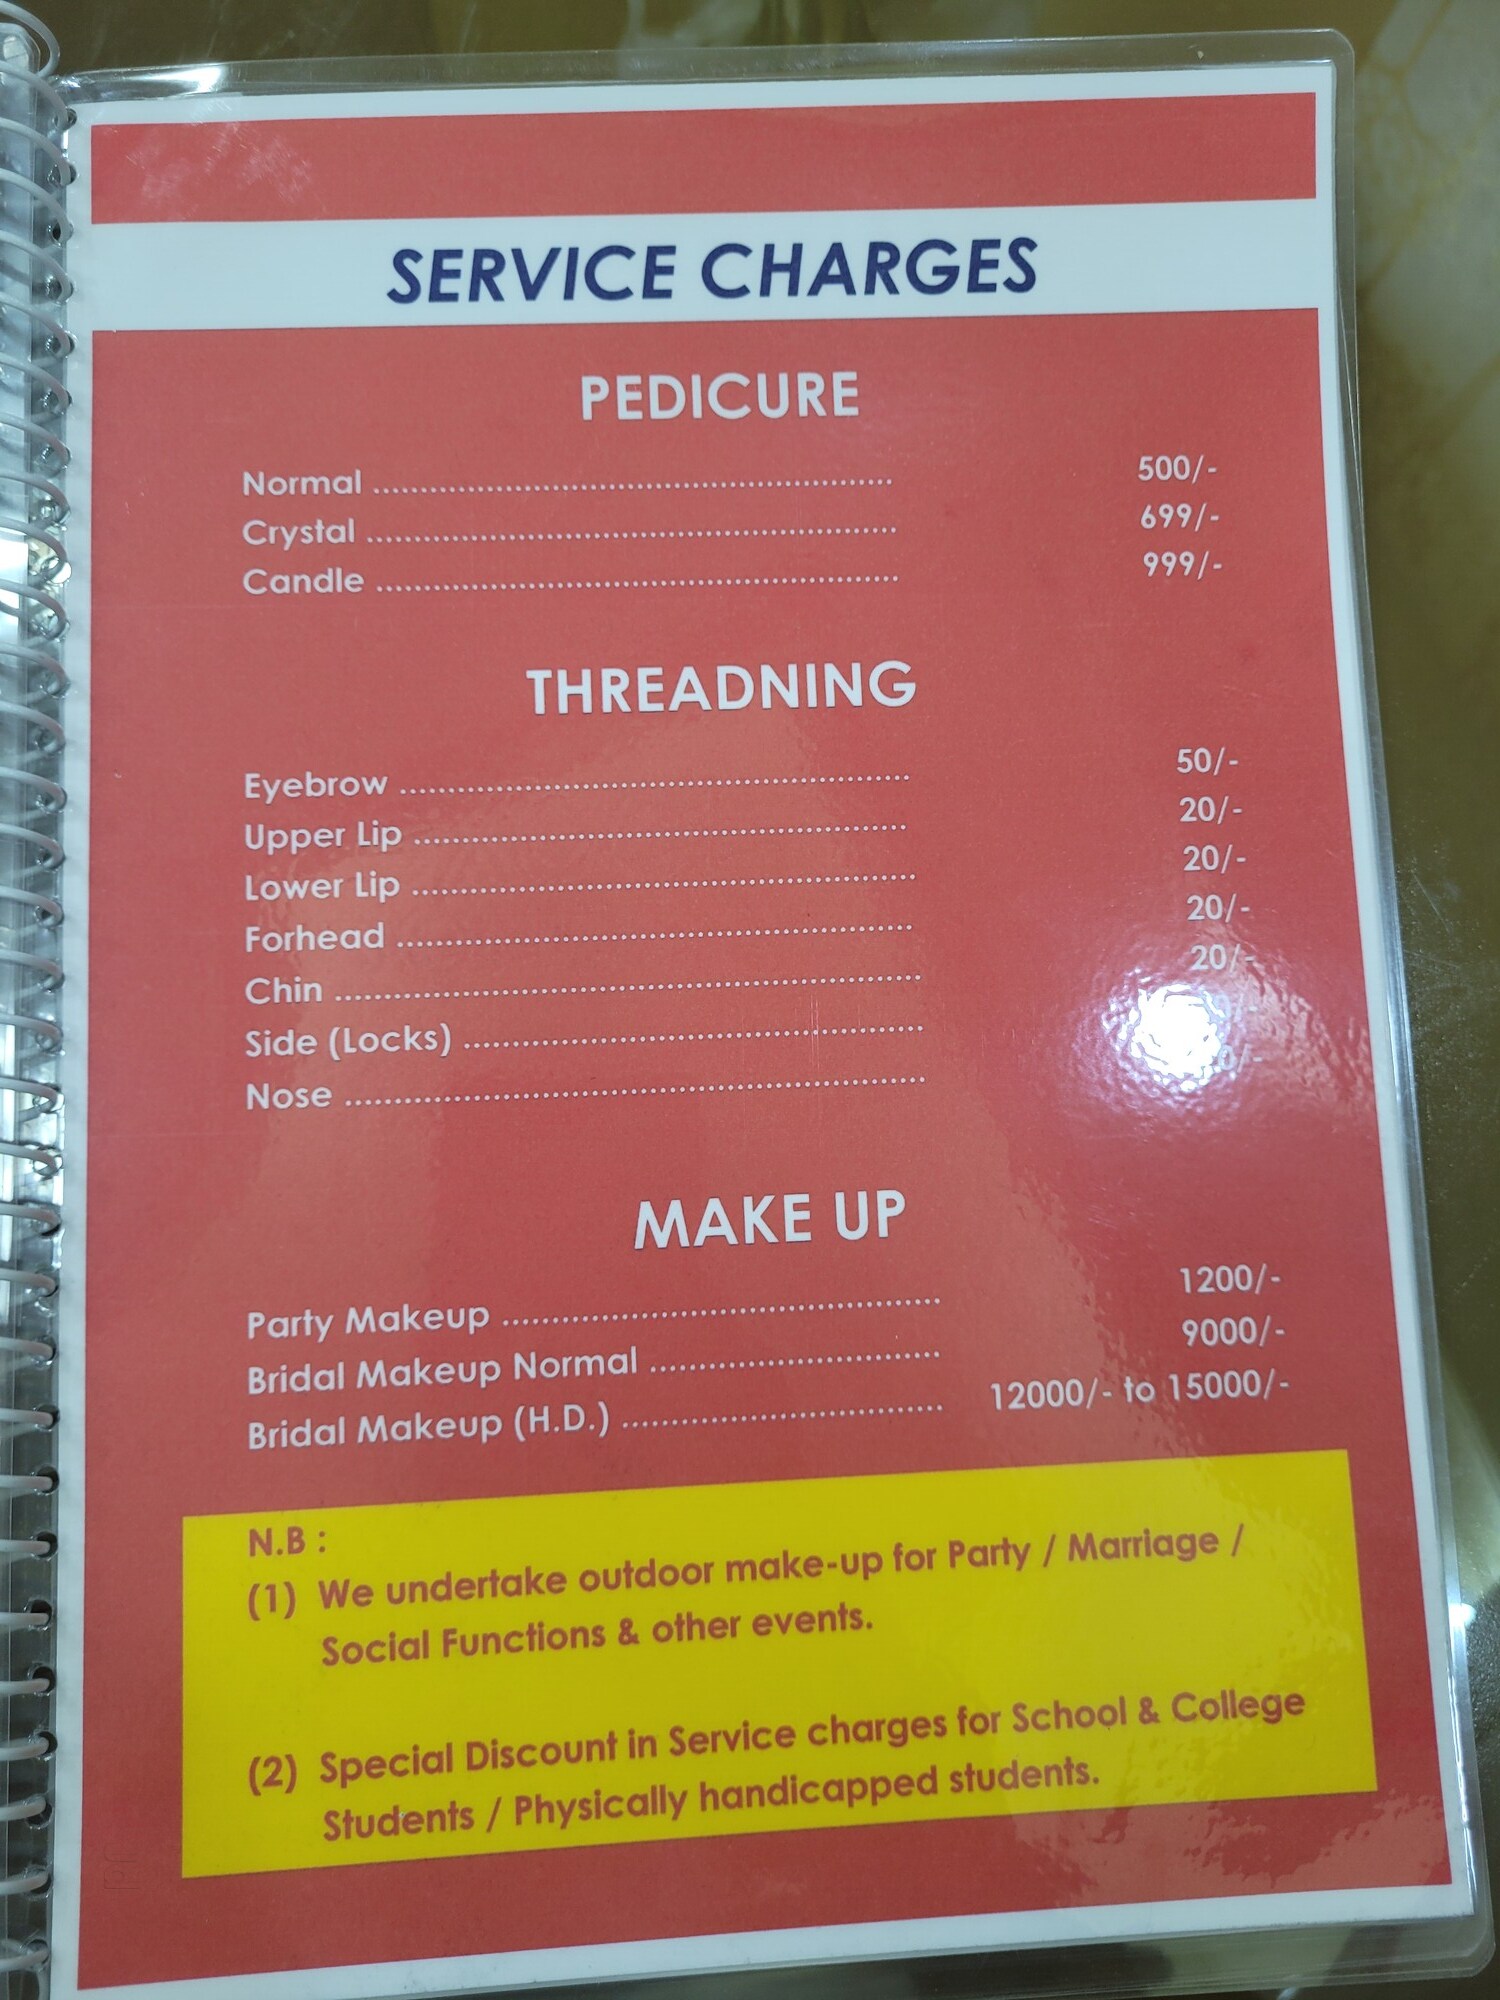 SERVICE CHARGES
PEDICURE
Normal ........................................................ 500/-
Crystal ........................................................ 699/-
Candle ........................................................ 999/-
THREADNING
Eyebrow ........................................................ 50/-
Upper Lip ........................................................ 20/-
Lower Lip ........................................................ 20/-
Forhead ........................................................ 20/-
Chin ........................................................ 20/-
Side (Locks) ........................................................
Nose ........................................................
MAKE UP
Party Makeup ........................................................ 1200/-
Bridal Makeup Normal ................................... 9000/-
Bridal Makeup (H.D.) ................................... 12000/- to 15000/-
N.B :
(1) We undertake outdoor make-up for Party / Marriage /
Social Functions & other events.
(2) Special Discount in Service charges for School & College
Students / Physically handicapped students.